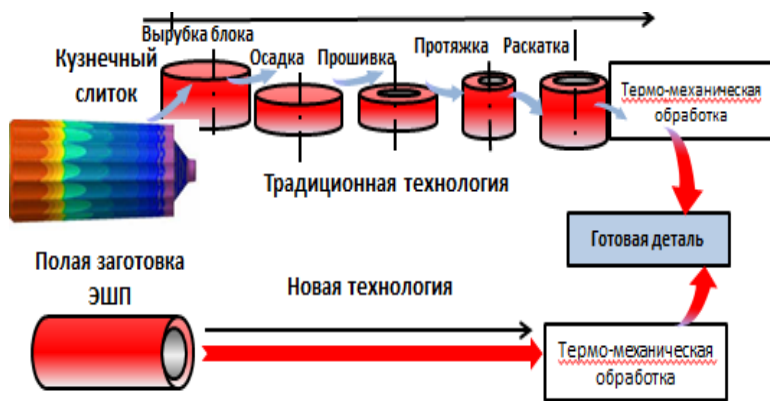 Вырубка блока
Осадка
Прошивка
Протяжка
Раскатка
Кузнечный
слиток
Термо-механическая
обработка
Традиционная технология
Готовая деталь
Полая заготовка
ЭШП
Новая технология
Термо-механическая
обработка